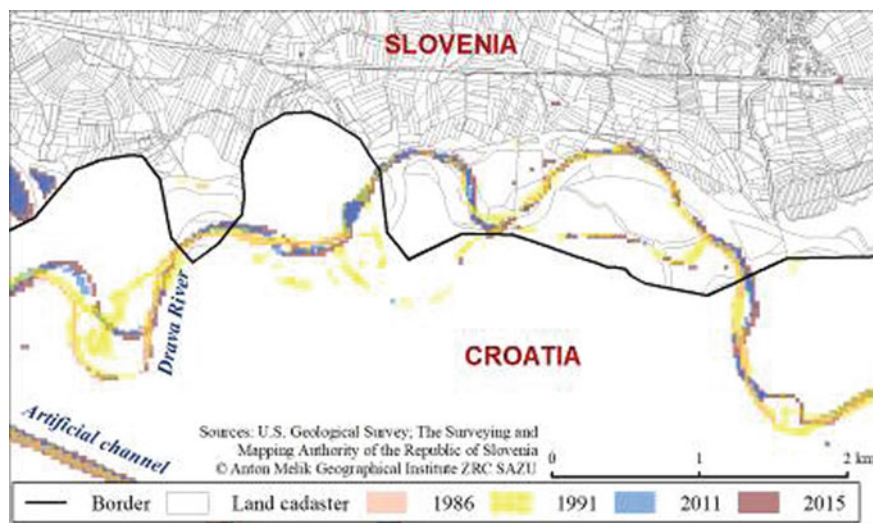 SLOVENIA
Drava River
CROATIA
Artificial channel
Sources: U.S. Geological Survey; The Surveying and
Mapping Authority of the Republic of Slovenia
© Anton Melik Geographical Institute ZRC SAZU
0 1 2 km
Border Land cadaster 1986 1991 2011 2015